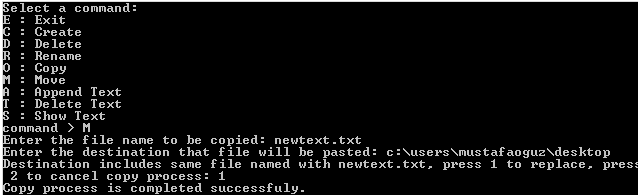 Select a command:
E : Exit
C : Create
D : Delete
R : Rename
O : Copy
M : Move
A : Append Text
T : Delete Text
S : Show Text
command > M
Enter the file name to be copied: newtext.txt
Enter the destination that file will be pasted: c:\users\mustafaoguz\desktop
Destination includes same file named with newtext.txt, press 1 to replace, press
 2 to cancel copy process: 1
Copy process is completed successfuly.